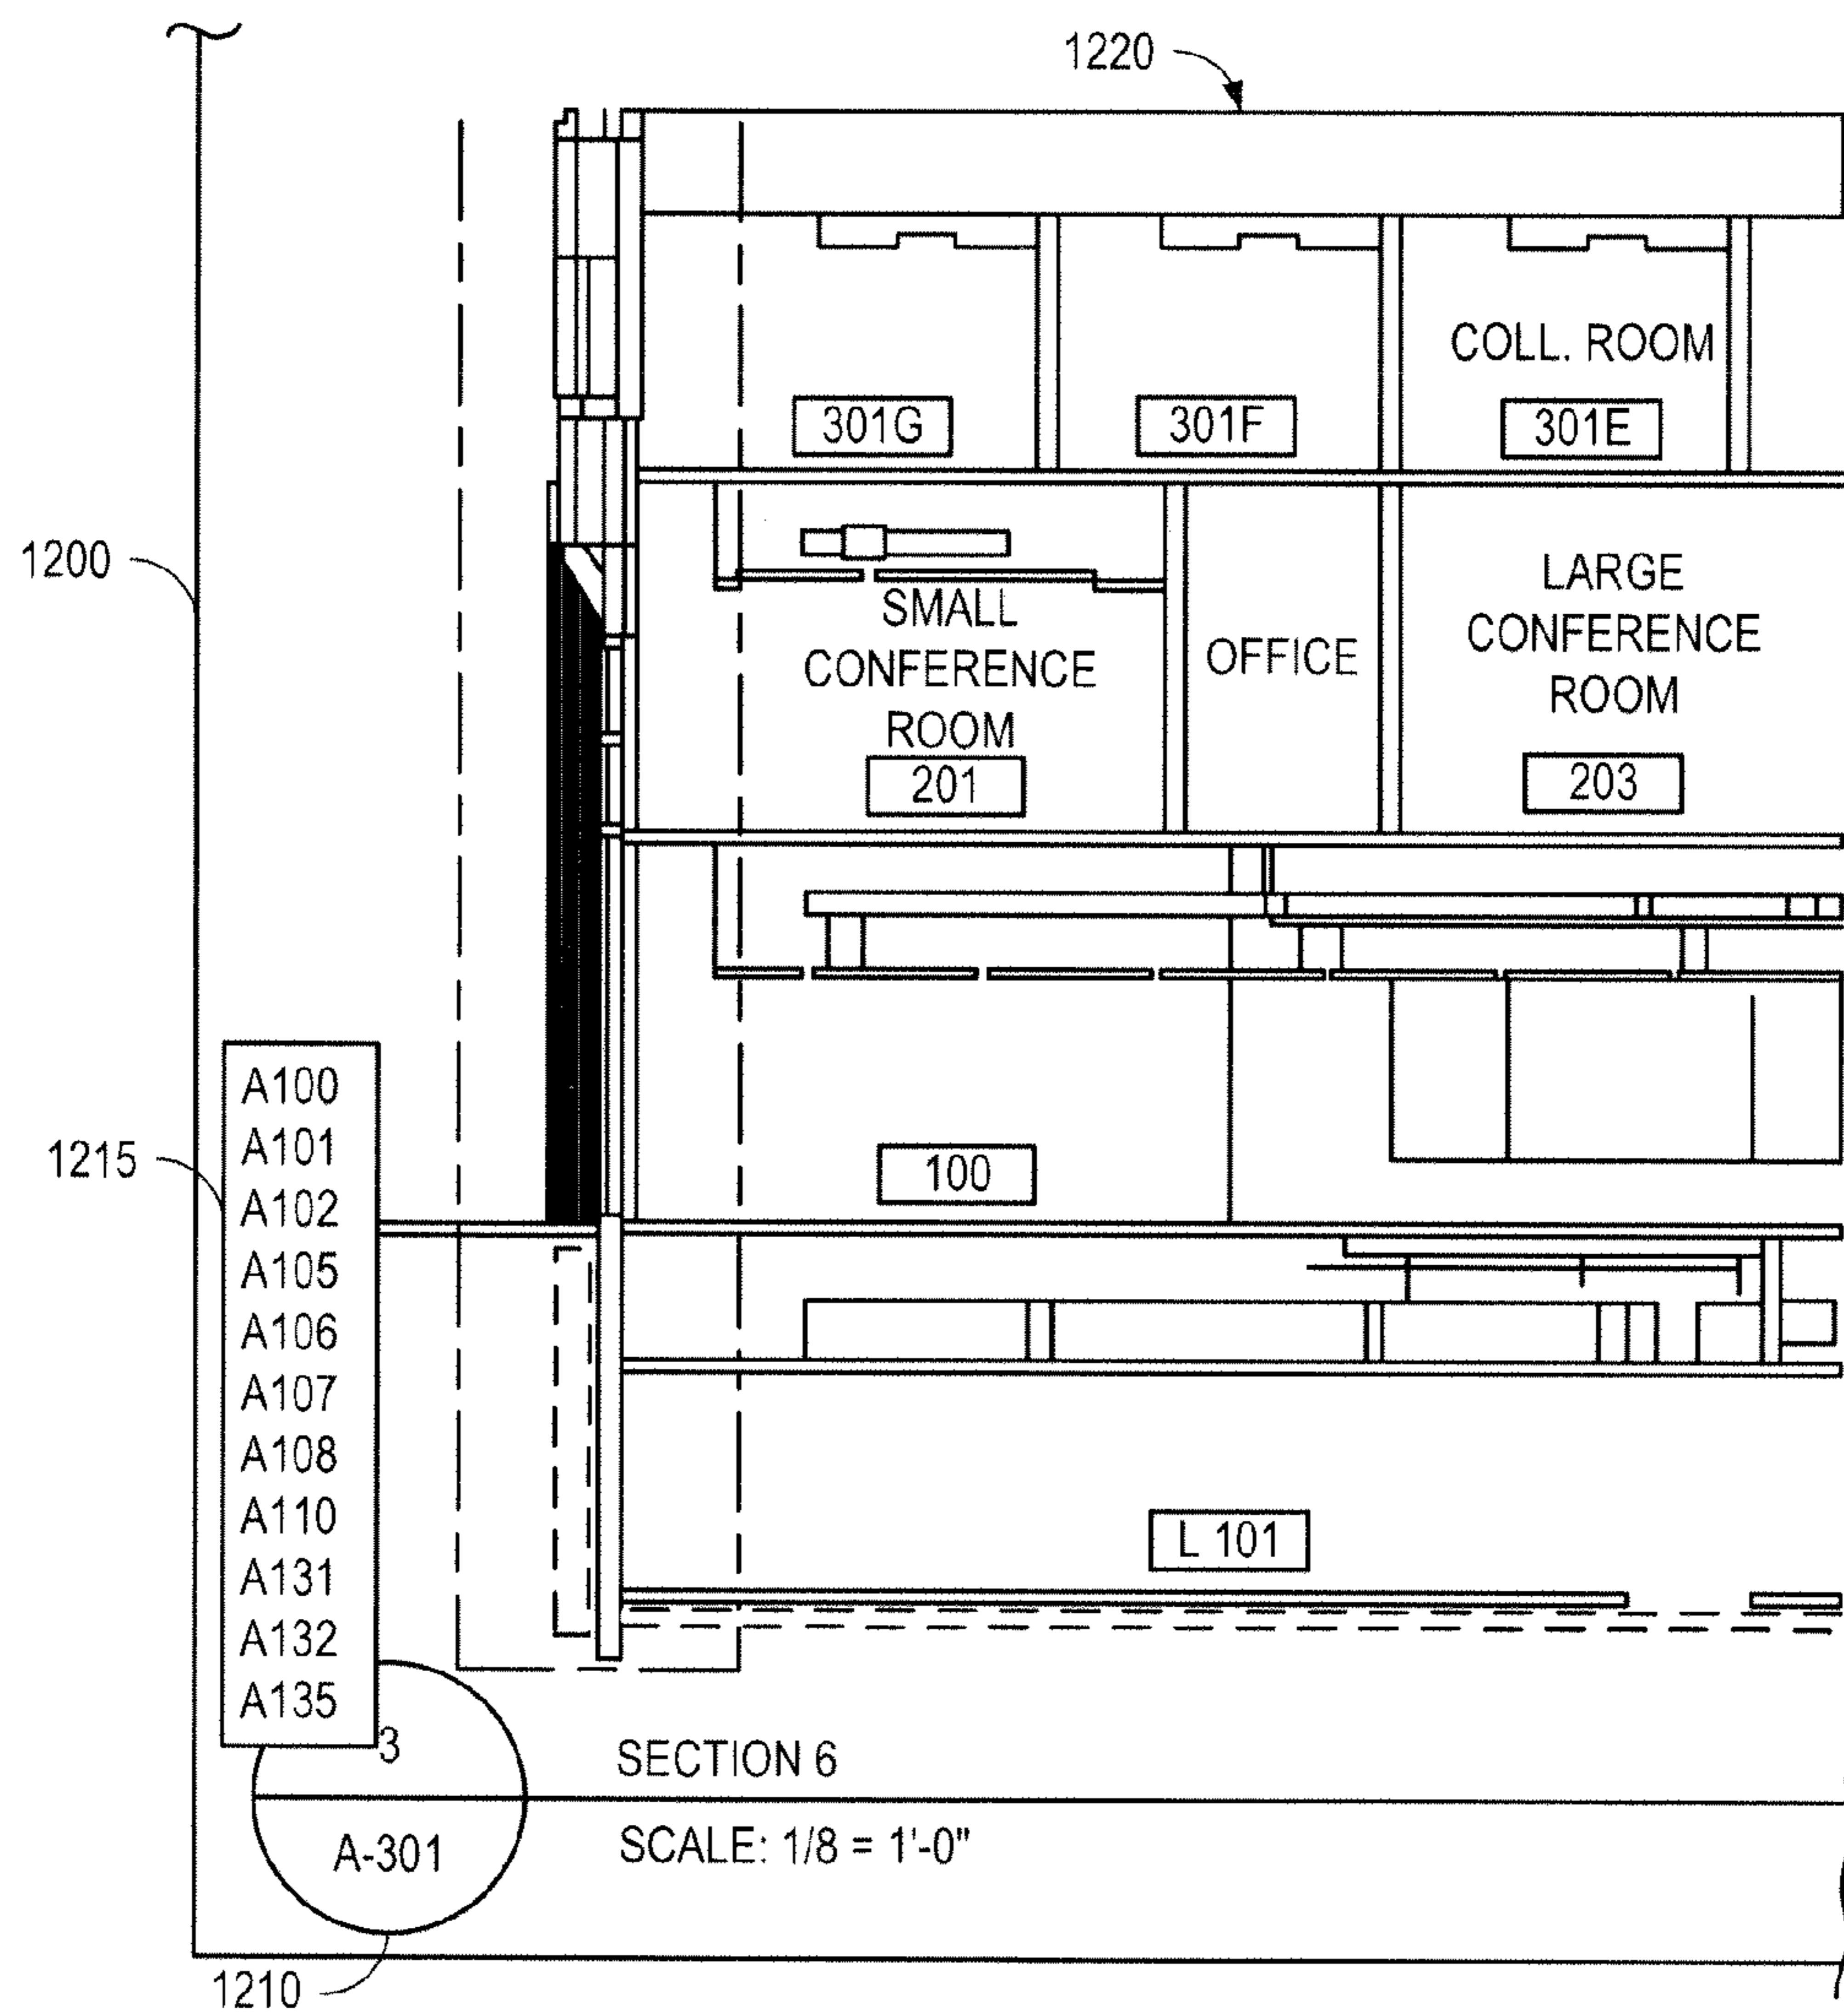 1220
COLL. ROOM
301G
301F
301E
1200
SMALL
CONFERENCE
ROOM
201
OFFICE
LARGE
CONFERENCE
ROOM
203
1215
A100
A101
A102
A105
A106
A107
A108
A110
A131
A132
A135
100
L 101
3
A-301
SECTION 6
SCALE: 1/8 = 1'-0"
1210